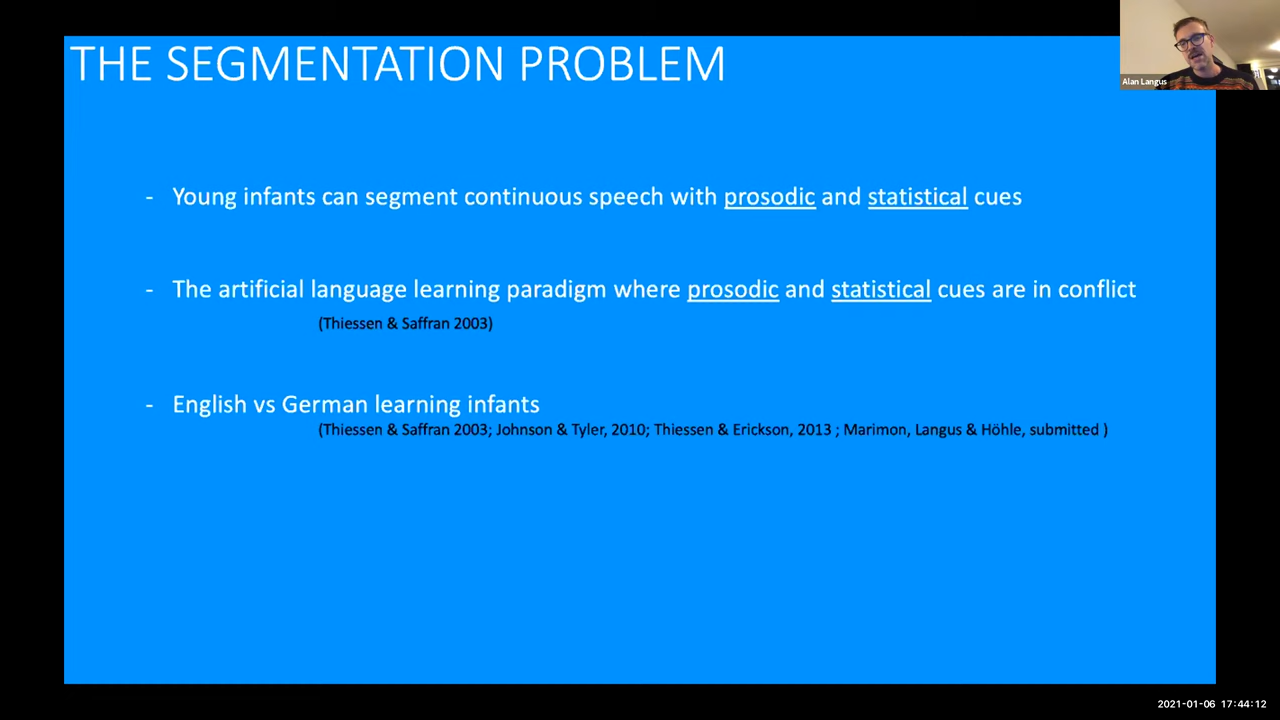 THE SEGMENTATION PROBLEM
Alan Langus
- Young infants can segment continuous speech with prosodic and statistical cues
- The artificial language learning paradigm where prosodic and statistical cues are in conflict
(Thiessen & Saffran 2003)
- English vs German learning infants
(Thiessen & Saffran 2003; Johnson & Tyler, 2010; Thiessen & Erickson, 2013 ; Marimon, Langus & Höhle, submitted )
2021-01-06 17:44:12